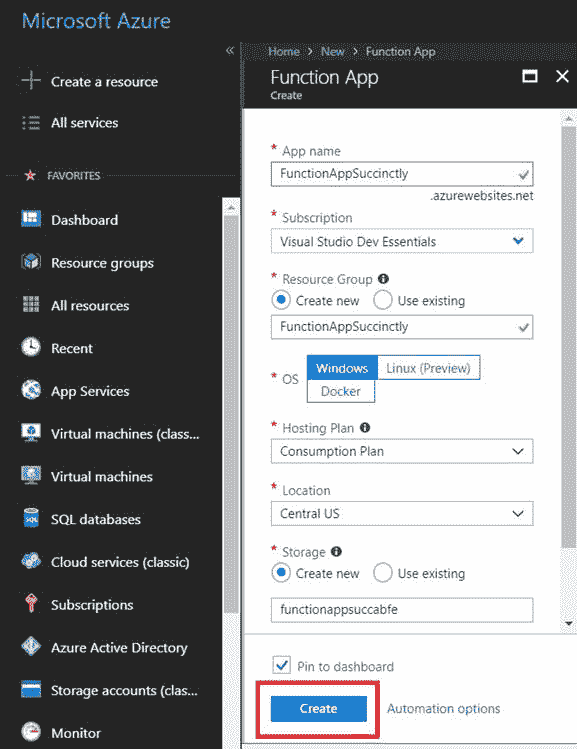 Microsoft Azure
«
Create a resource
All services
FAVORITES
Dashboard
Resource groups
All resources
Recent
App Services
Virtual machines (class...
Virtual machines
SQL databases
Cloud services (classic)
Subscriptions
Azure Active Directory
Storage accounts (clas...
Monitor
Home > New > Function App
Function App
Create
* App name
FunctionAppSuccinctly
.azurewebsites.net
* Subscription
Visual Studio Dev Essentials
* Resource Group
Create new Use existing
FunctionAppSuccinctly
* OS Windows Linux (Preview)
Docker
* Hosting Plan
Consumption Plan
* Location
Central US
* Storage
Create new Use existing
functionappsuccabfe
Pin to dashboard
Create Automation options